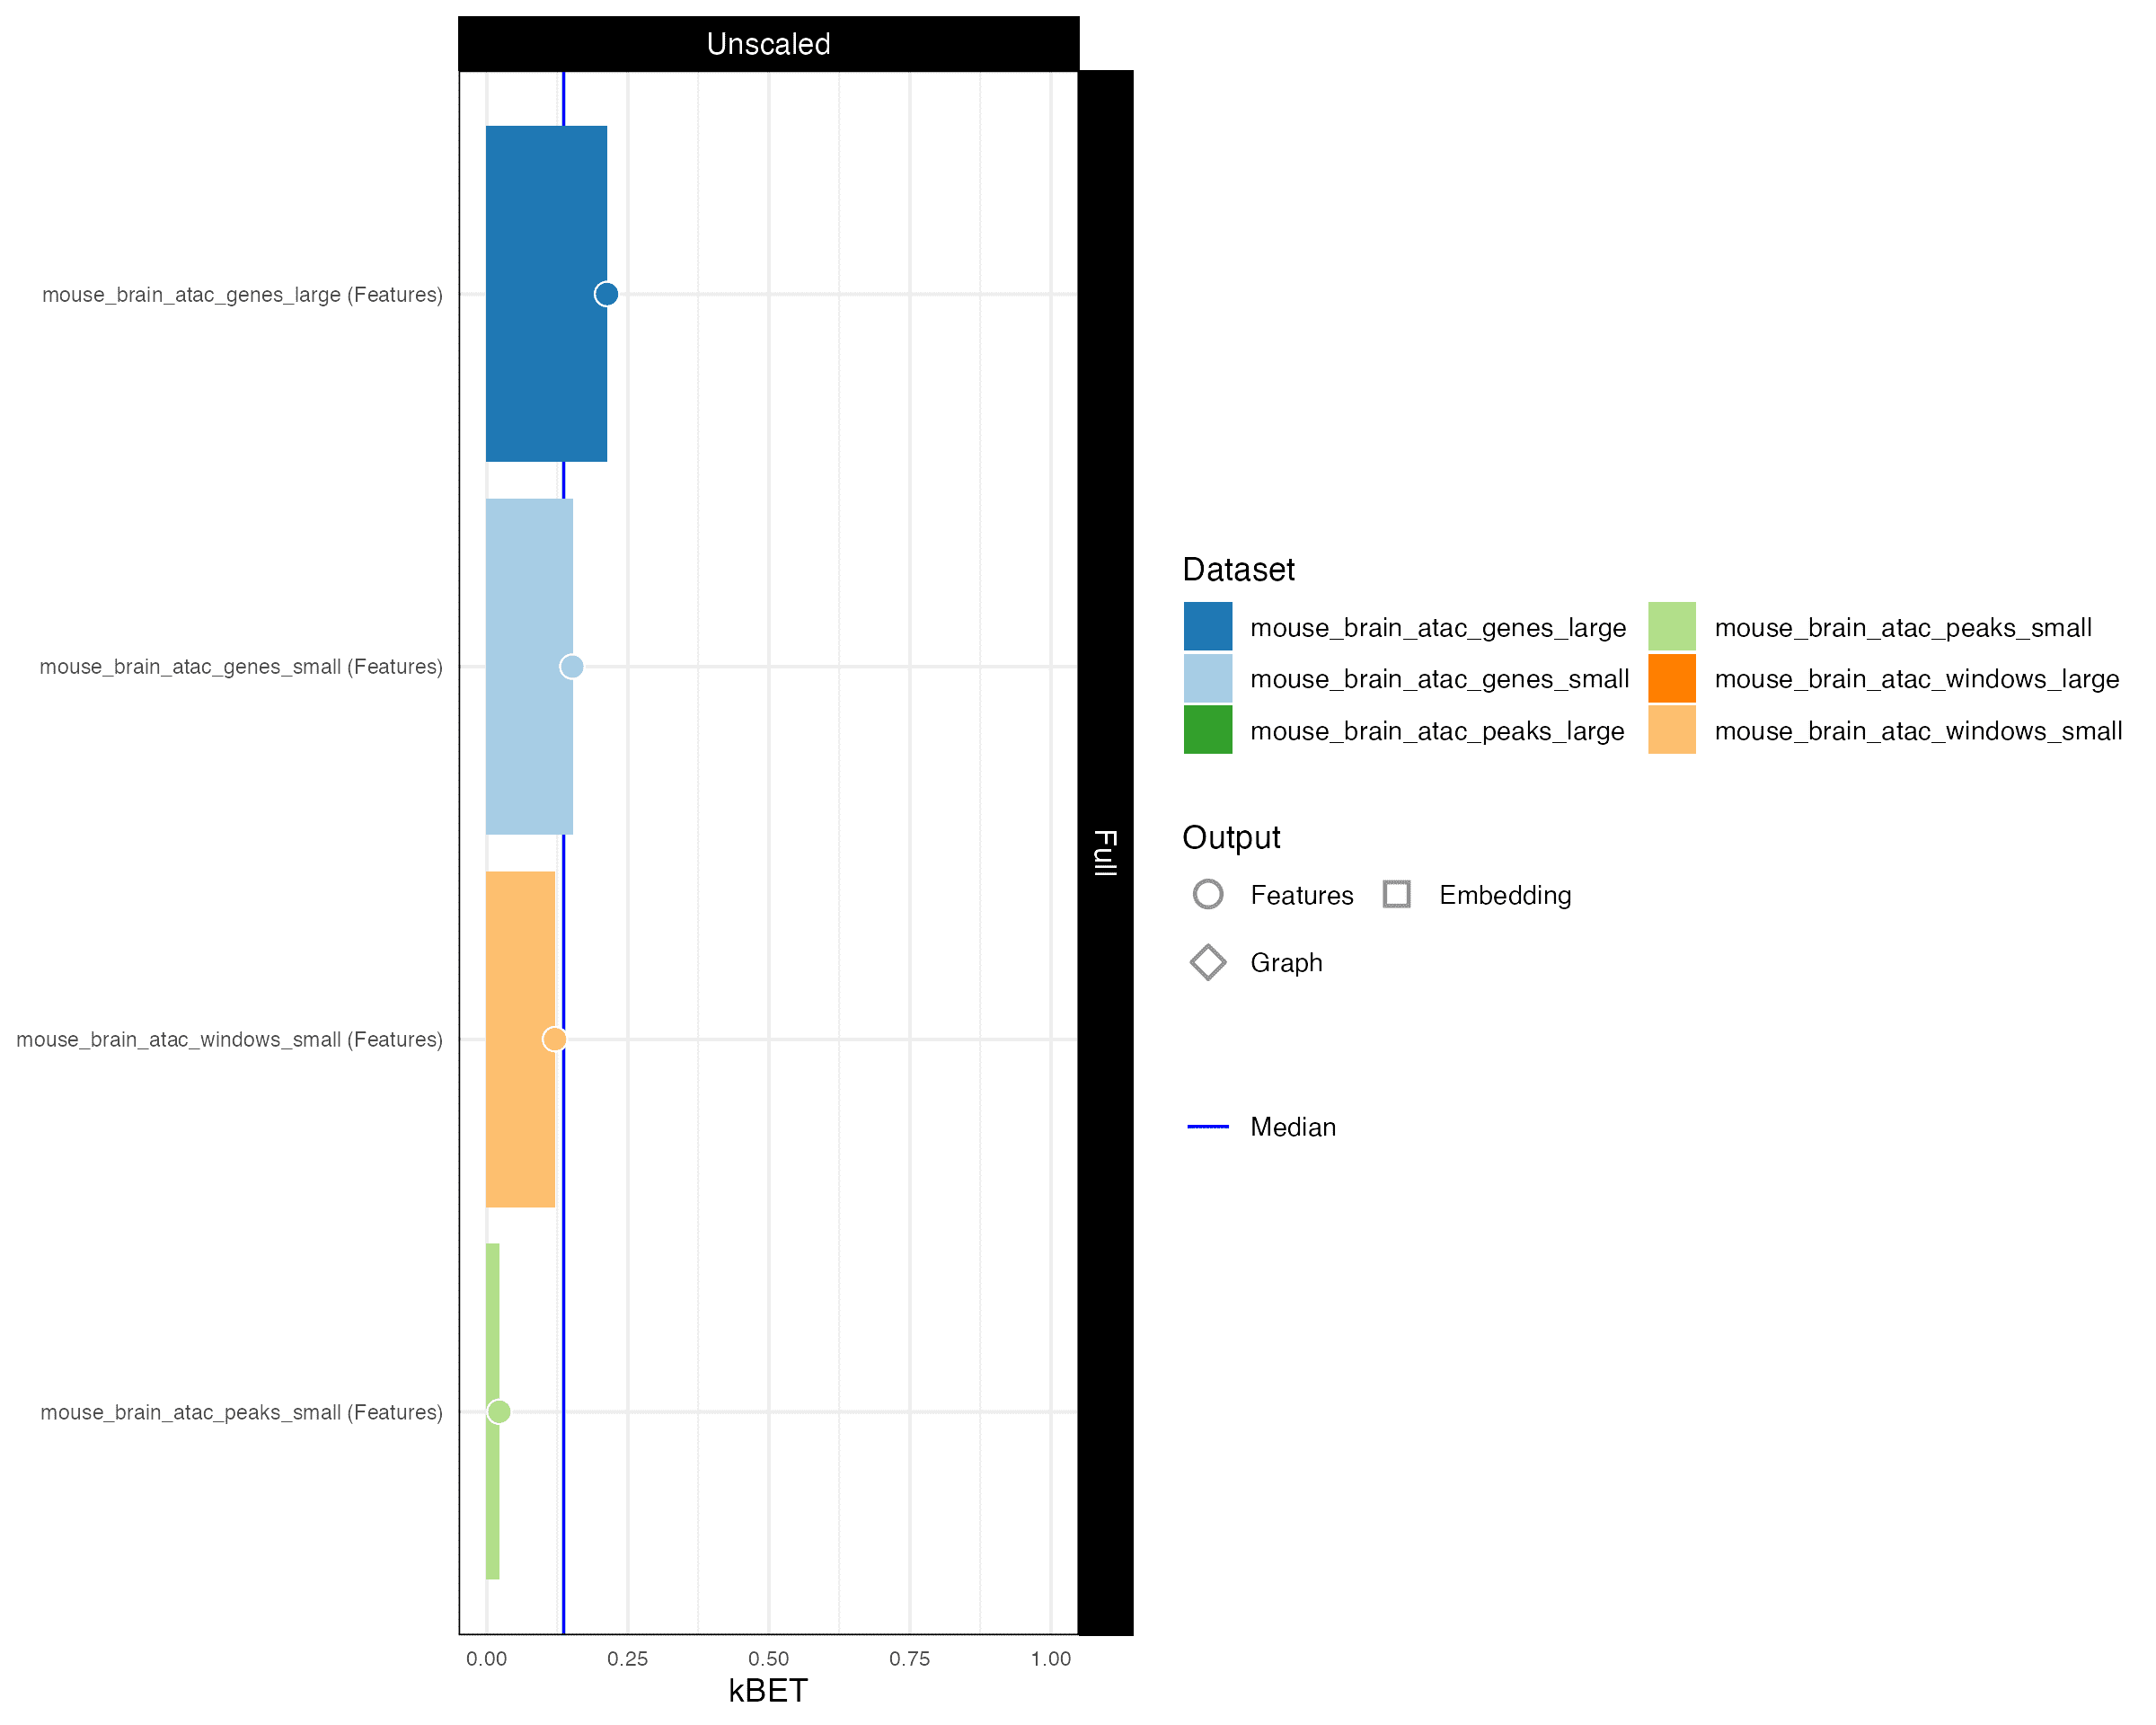 Unscaled
mouse_brain_atac_genes_large (Features)
mouse_brain_atac_genes_small (Features)
mouse_brain_atac_windows_small (Features)
mouse_brain_atac_peaks_small (Features)
0.00 0.25 0.50 0.75 1.00
kBET
Full
Dataset
mouse_brain_atac_genes_large mouse_brain_atac_peaks_small
mouse_brain_atac_genes_small mouse_brain_atac_windows_large
mouse_brain_atac_peaks_large mouse_brain_atac_windows_small
Output
Features Embedding
Graph
Median